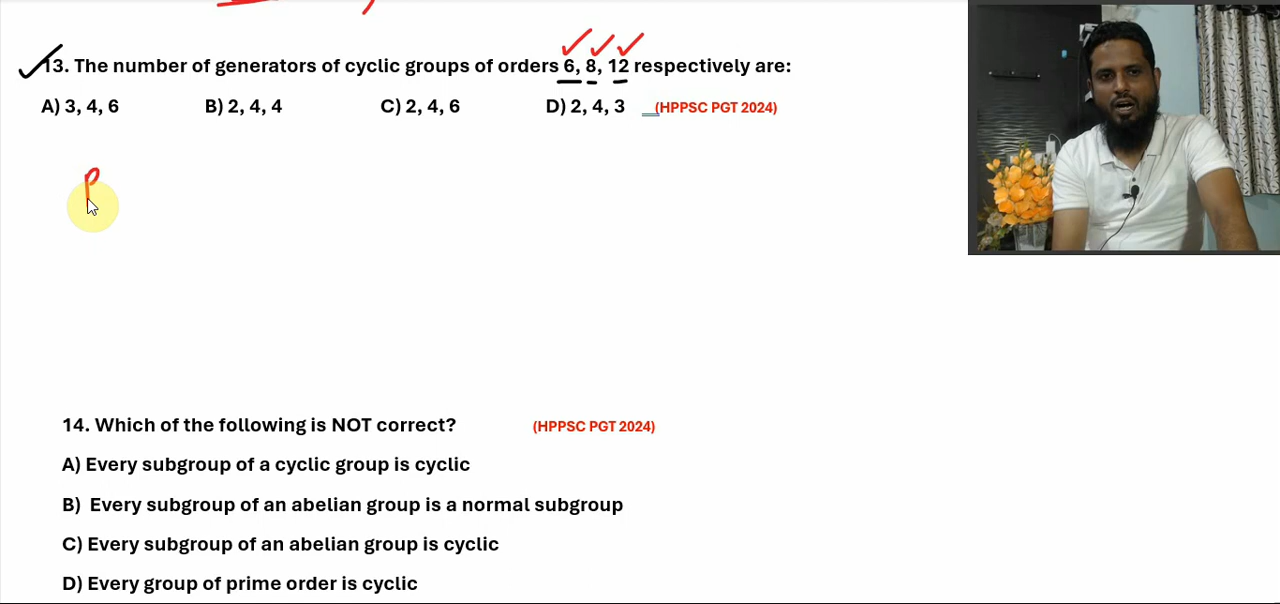 13. The number of generators of cyclic groups of orders 6, 8, 12 respectively are:
A) 3, 4, 6 B) 2, 4, 4 C) 2, 4, 6 D) 2, 4, 3 (HPPSC PGT 2024)
14. Which of the following is NOT correct? (HPPSC PGT 2024)
A) Every subgroup of a cyclic group is cyclic
B) Every subgroup of an abelian group is a normal subgroup
C) Every subgroup of an abelian group is cyclic
D) Every group of prime order is cyclic